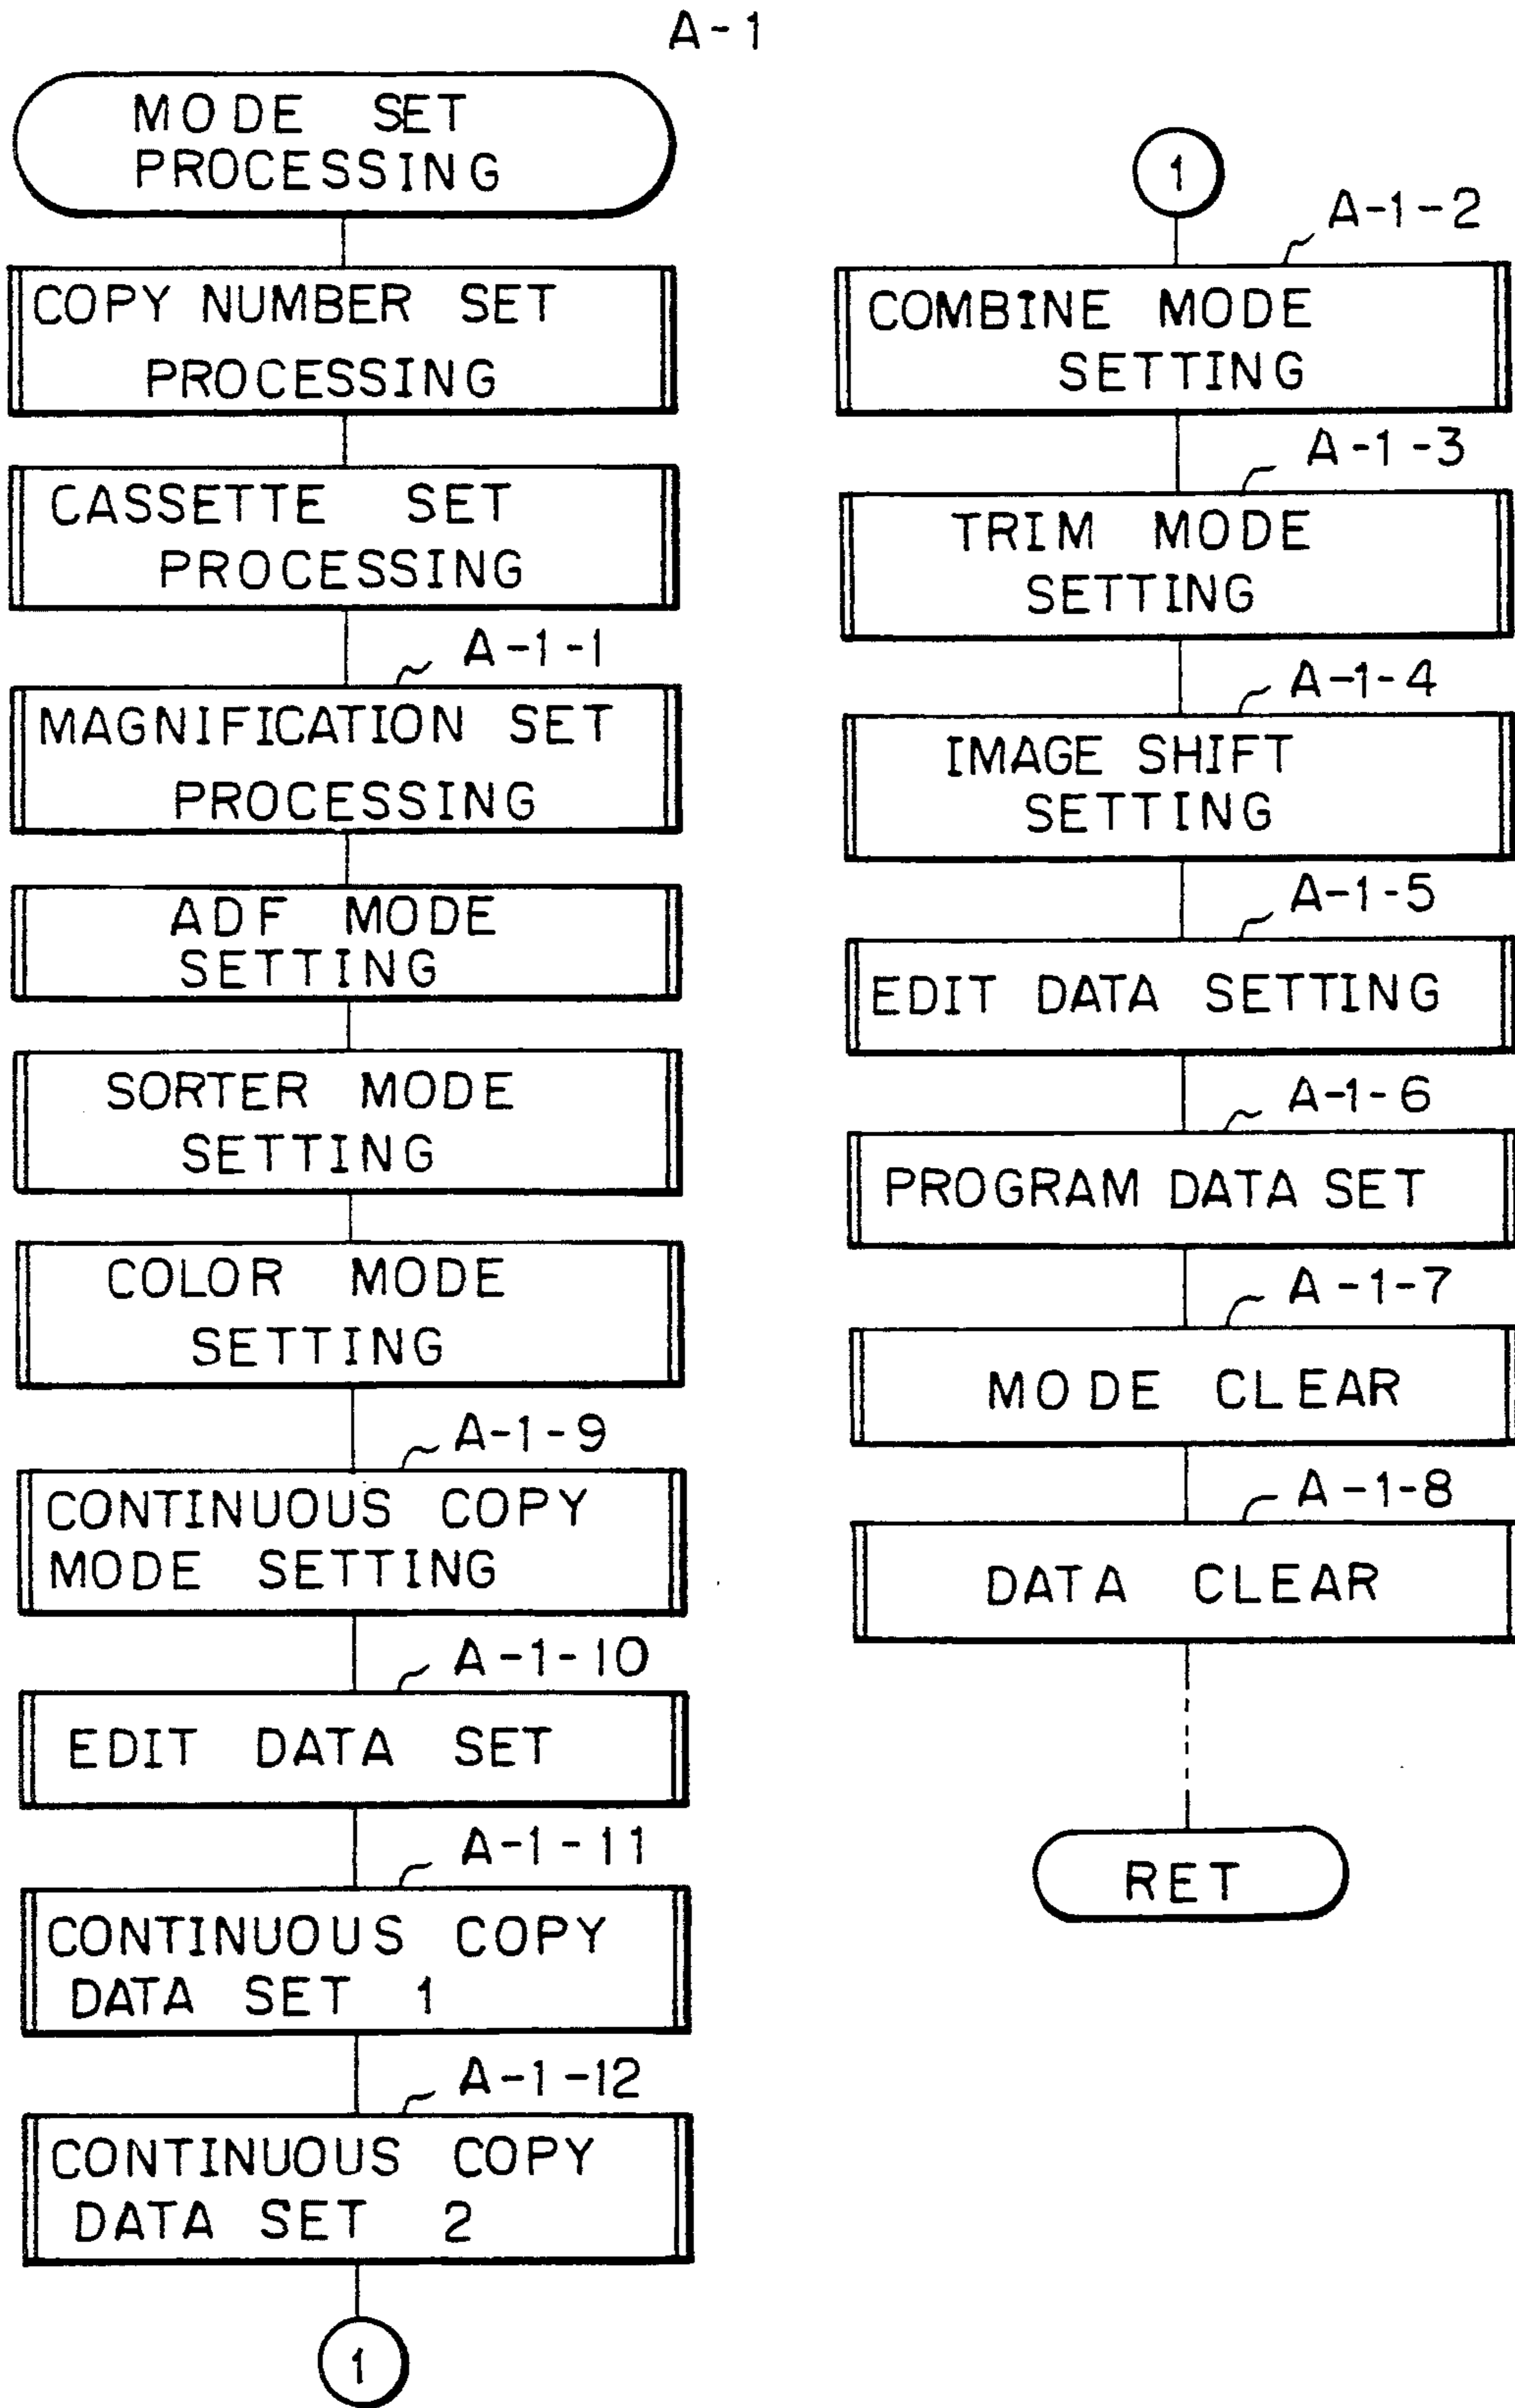 A-1
MODE SET
PROCESSING
COPY NUMBER SET
PROCESSING
CASSETTE SET
PROCESSING
A-1-1
MAGNIFICATION SET
PROCESSING
ADF MODE
SETTING
SORTER MODE
SETTING
COLOR MODE
SETTING
A-1-9
CONTINUOUS COPY
MODE SETTING
A-1-10
EDIT DATA SET
A-1-11
CONTINUOUS COPY
DATA SET 1
A-1-12
CONTINUOUS COPY
DATA SET 2
1
1
A-1-2
COMBINE MODE
SETTING
A-1-3
TRIM MODE
SETTING
A-1-4
IMAGE SHIFT
SETTING
A-1-5
EDIT DATA SETTING
A-1-6
PROGRAM DATA SET
A-1-7
MODE CLEAR
A-1-8
DATA CLEAR
RET